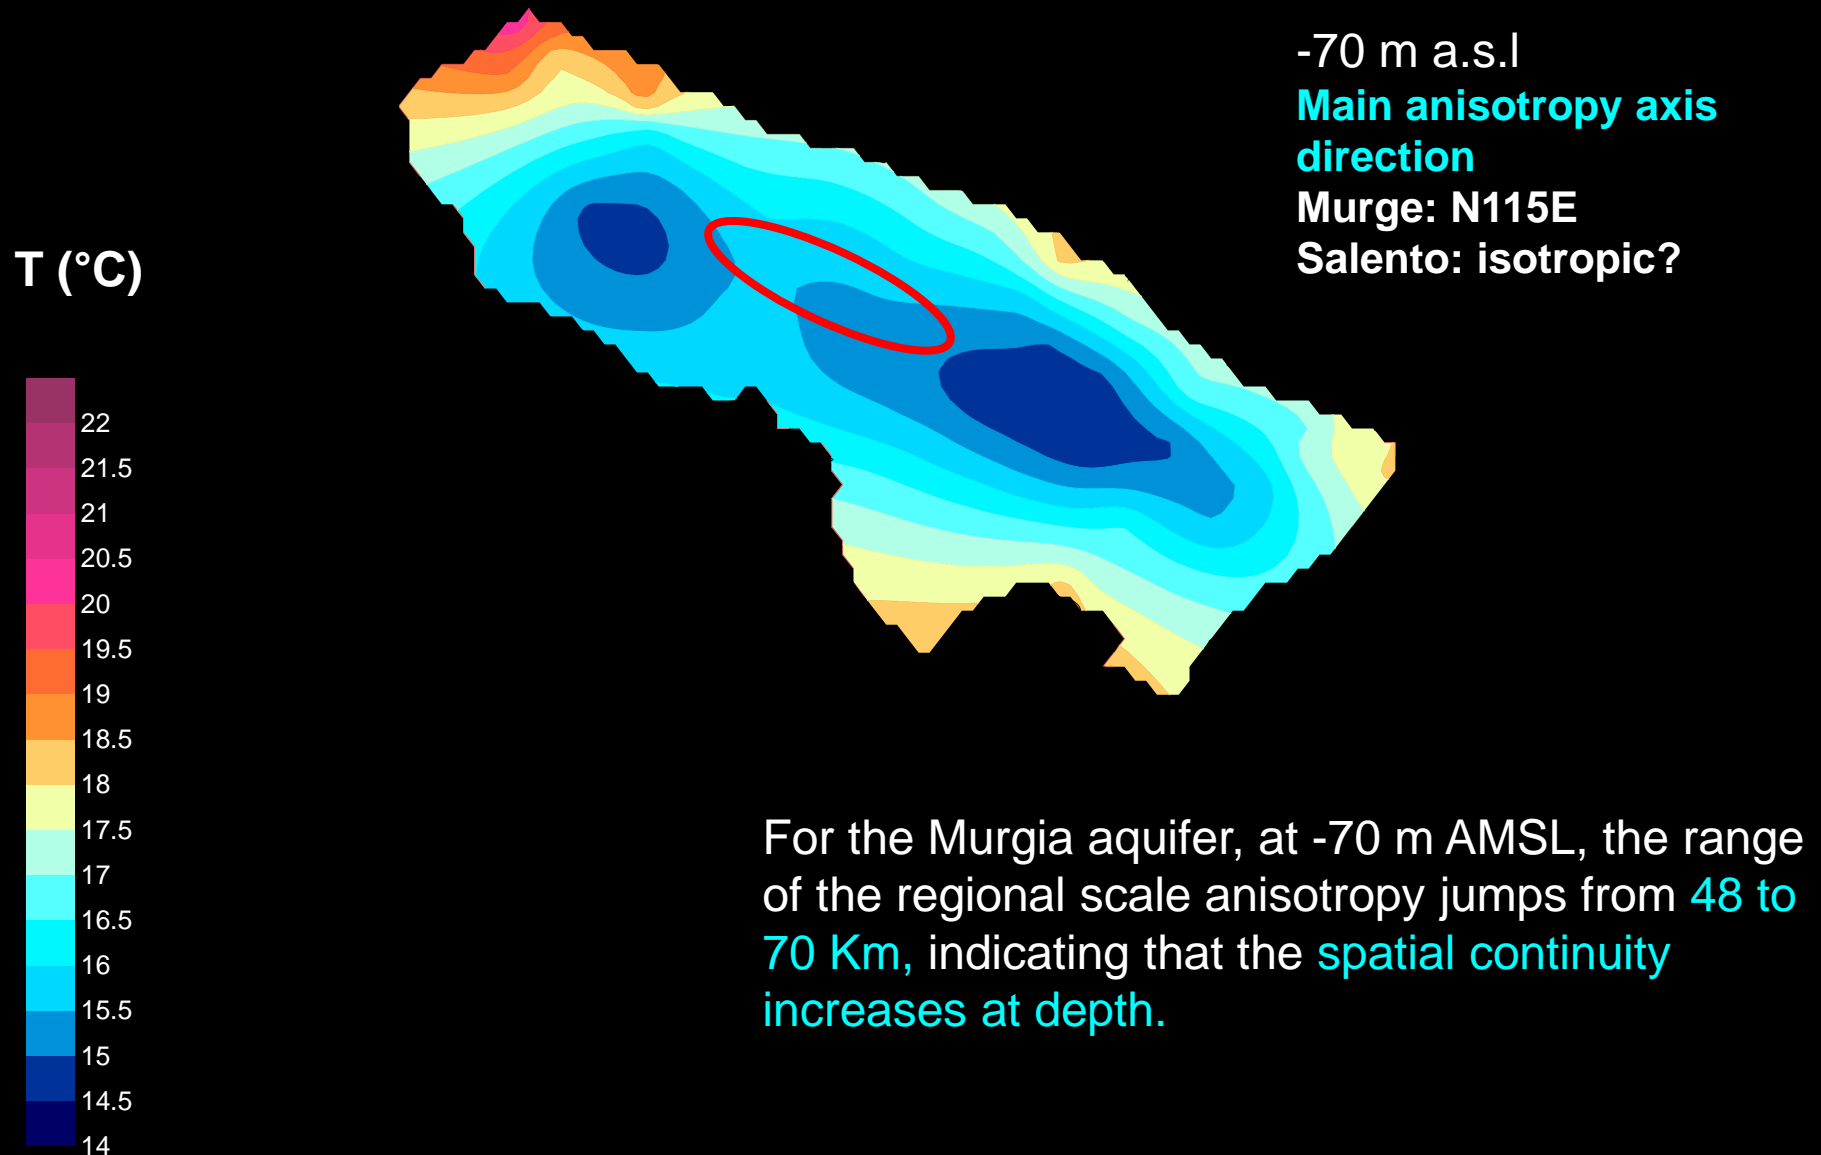 -70 m a.s.l
Main anisotropy axis
direction
Murge: N115E
Salento: isotropic?
T (°C)
22
21.5
21
20.5
20
19.5
19
18.5
18
17.5
17
16.5
16
15.5
15
14.5
14
For the Murgia aquifer, at -70 m AMSL, the range
of the regional scale anisotropy jumps from 48 to
70 Km, indicating that the spatial continuity
increases at depth.